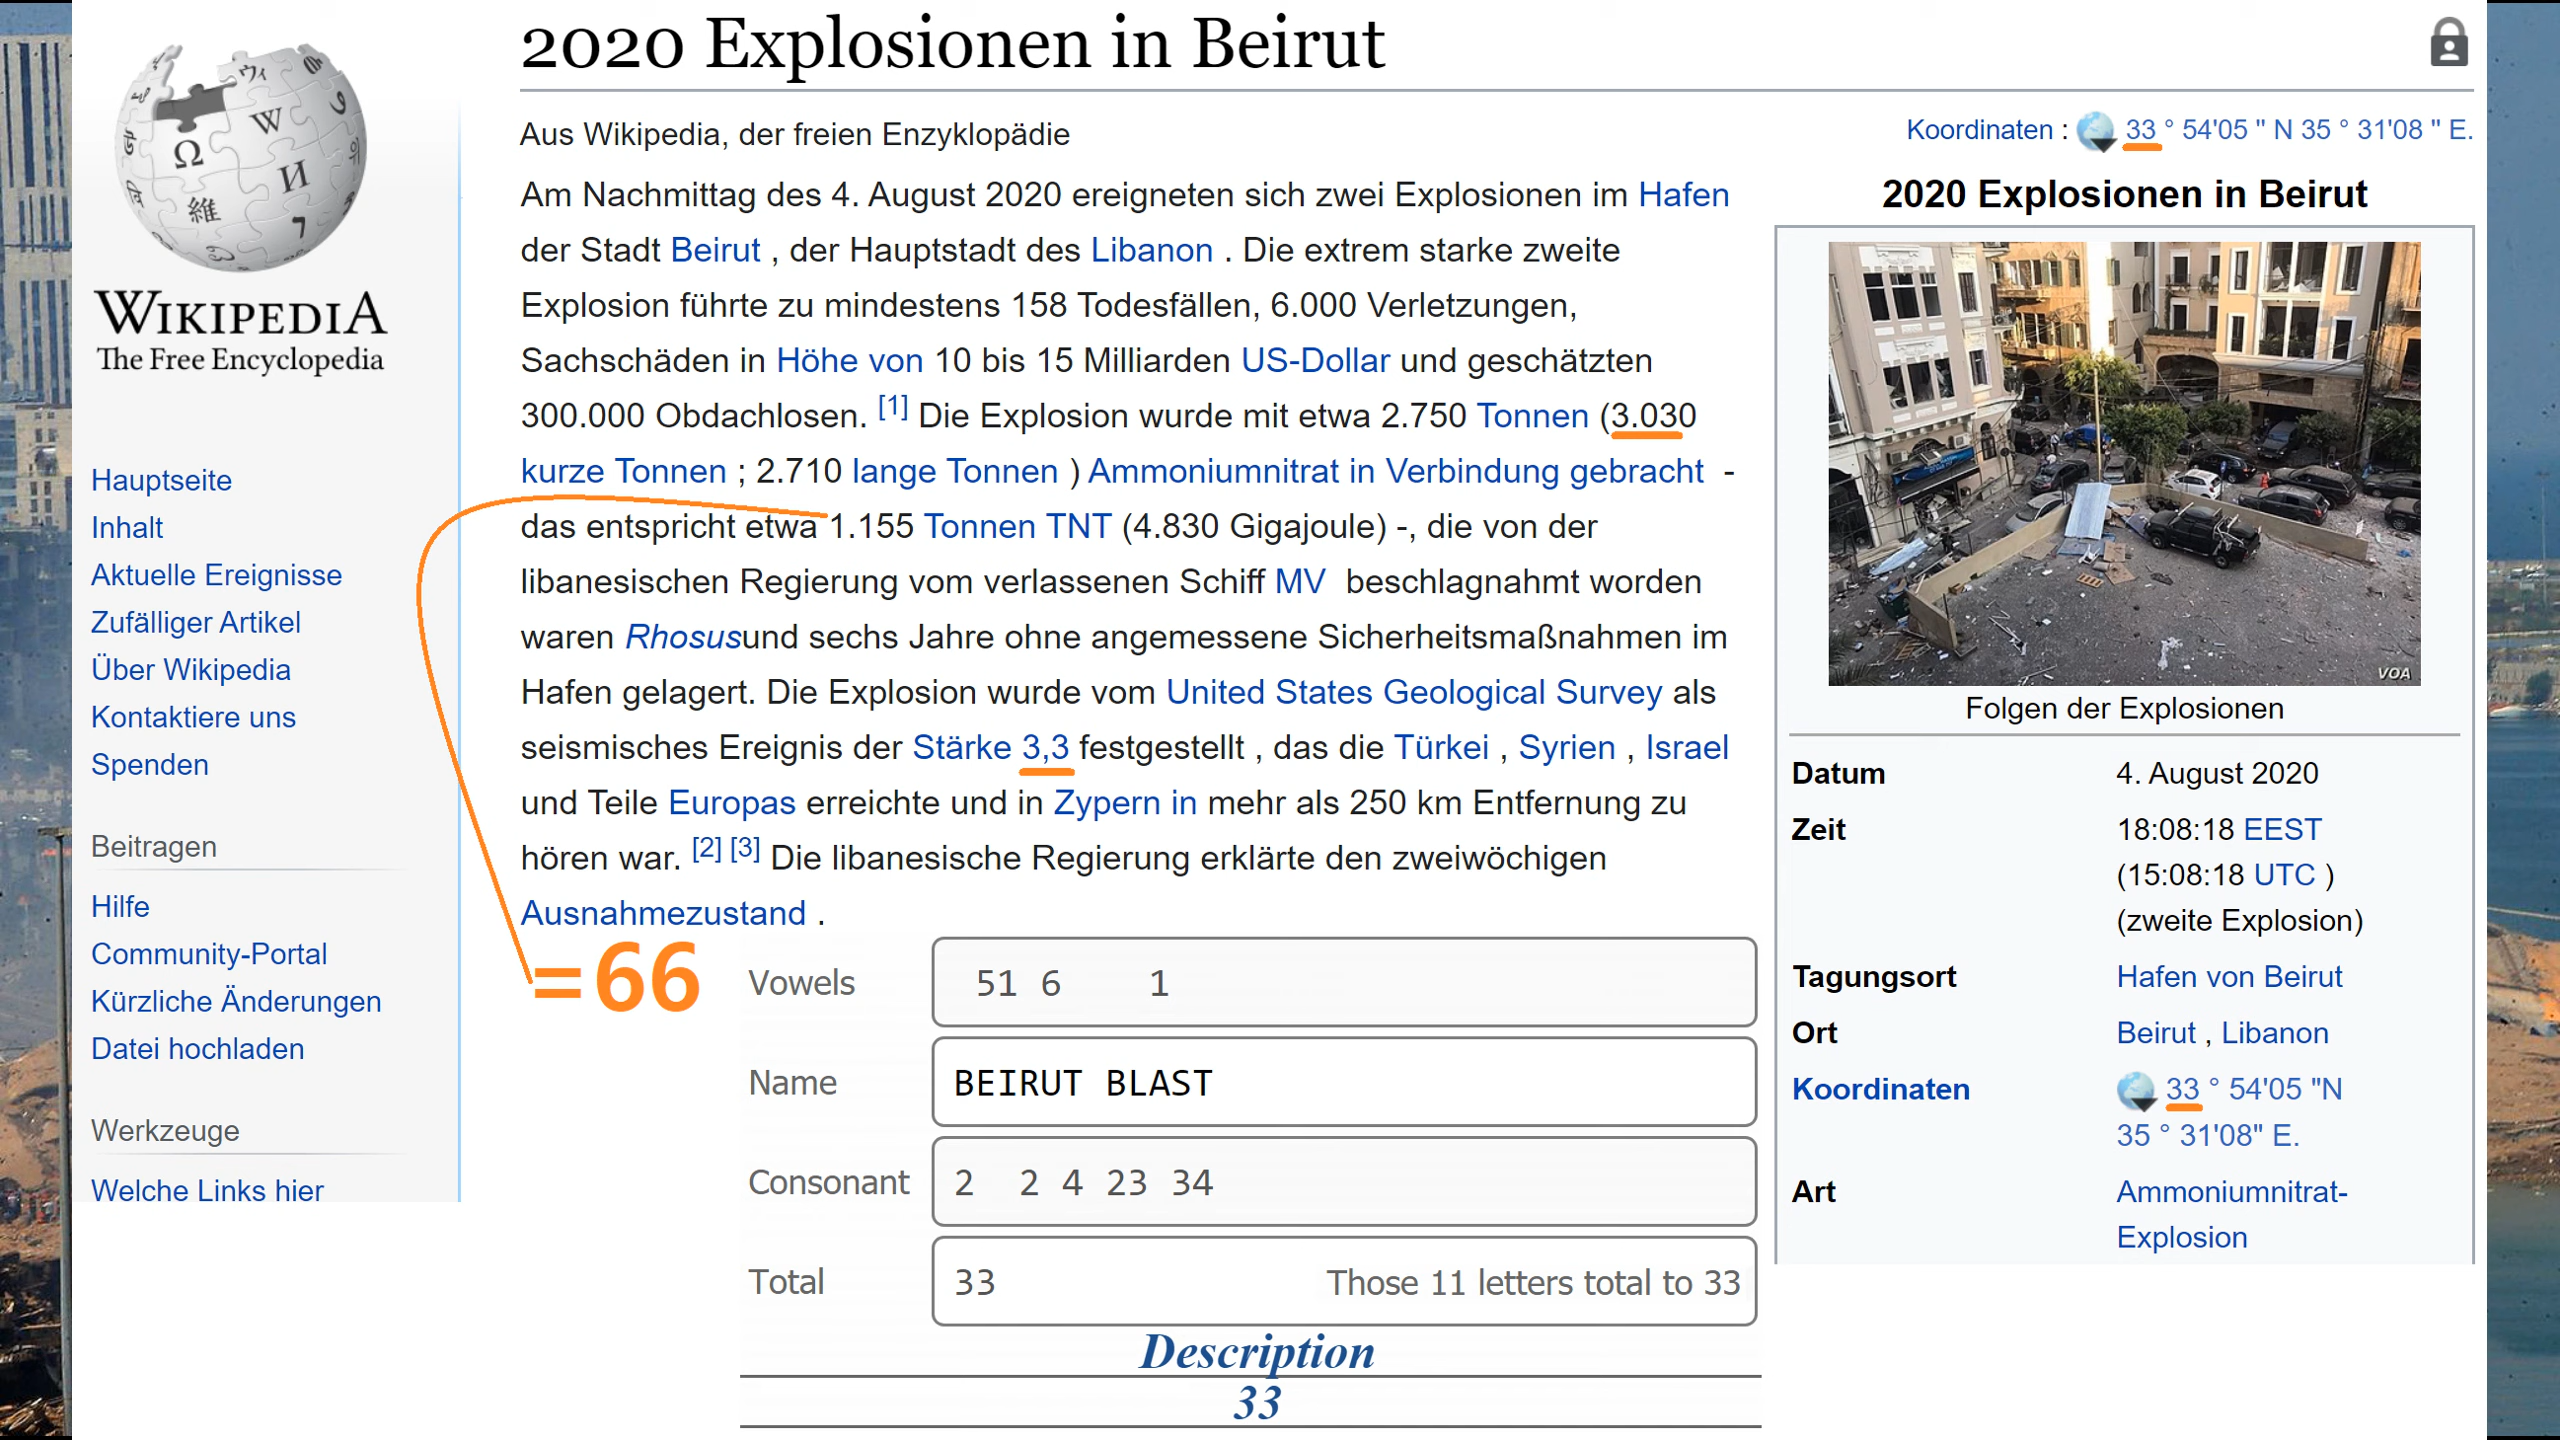 WIKIPEDIA
The Free Encyclopedia
Hauptseite
Inhalt
Aktuelle Ereignisse
Zufälliger Artikel
Über Wikipedia
Kontaktiere uns
Spenden
Beitragen
Hilfe
Community-Portal
Kürzliche Änderungen
Datei hochladen
Werkzeuge
Welche Links hier
2020 Explosionen in Beirut
Aus Wikipedia, der freien Enzyklopädie
Am Nachmittag des 4. August 2020 ereigneten sich zwei Explosionen im Hafen
der Stadt Beirut , der Hauptstadt des Libanon . Die extrem starke zweite
Explosion führte zu mindestens 158 Todesfällen, 6.000 Verletzungen,
Sachschäden in Höhe von 10 bis 15 Milliarden US-Dollar und geschätzten
300.000 Obdachlosen. [1] Die Explosion wurde mit etwa 2.750 Tonnen (3.030
kurze Tonnen ; 2.710 lange Tonnen ) Ammoniumnitrat in Verbindung gebracht -
das entspricht etwa 1.155 Tonnen TNT (4.830 Gigajoule) -, die von der
libanesischen Regierung vom verlassenen Schiff MV beschlagnahmt worden
waren Rhosusund sechs Jahre ohne angemessene Sicherheitsmaßnahmen im
Hafen gelagert. Die Explosion wurde vom United States Geological Survey als
seismisches Ereignis der Stärke 3,3 festgestellt , das die Türkei , Syrien , Israel
und Teile Europas erreichte und in Zypern in mehr als 250 km Entfernung zu
hören war. [2] [3] Die libanesische Regierung erklärte den zweiwöchigen
Ausnahmezustand .
=66
Vowels 51 6 1
Name BEIRUT BLAST
Consonant 2 2 4 23 34
Total 33 Those 11 letters total to 33
Description
33
Koordinaten : 33 ° 54'05 " N 35 ° 31'08 " E.
2020 Explosionen in Beirut
VOA
Folgen der Explosionen
Datum 4. August 2020
Zeit 18:08:18 EEST
(15:08:18 UTC )
(zweite Explosion)
Tagungsort Hafen von Beirut
Ort Beirut , Libanon
Koordinaten 33 ° 54'05 "N
35 ° 31'08" E.
Art Ammoniumnitrat-
Explosion